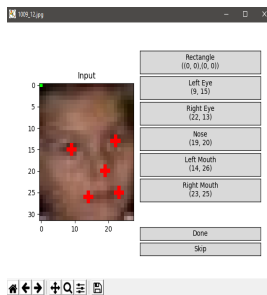 1009_12.jpg
Input
0
5
10
15
20
25
30
0
10
20
Rectangle
((0, 0),(0, 0))
Left Eye
(9, 15)
Right Eye
(22, 13)
Nose
(19, 20)
Left Mouth
(14, 26)
Right Mouth
(23, 25)
Done
Skip